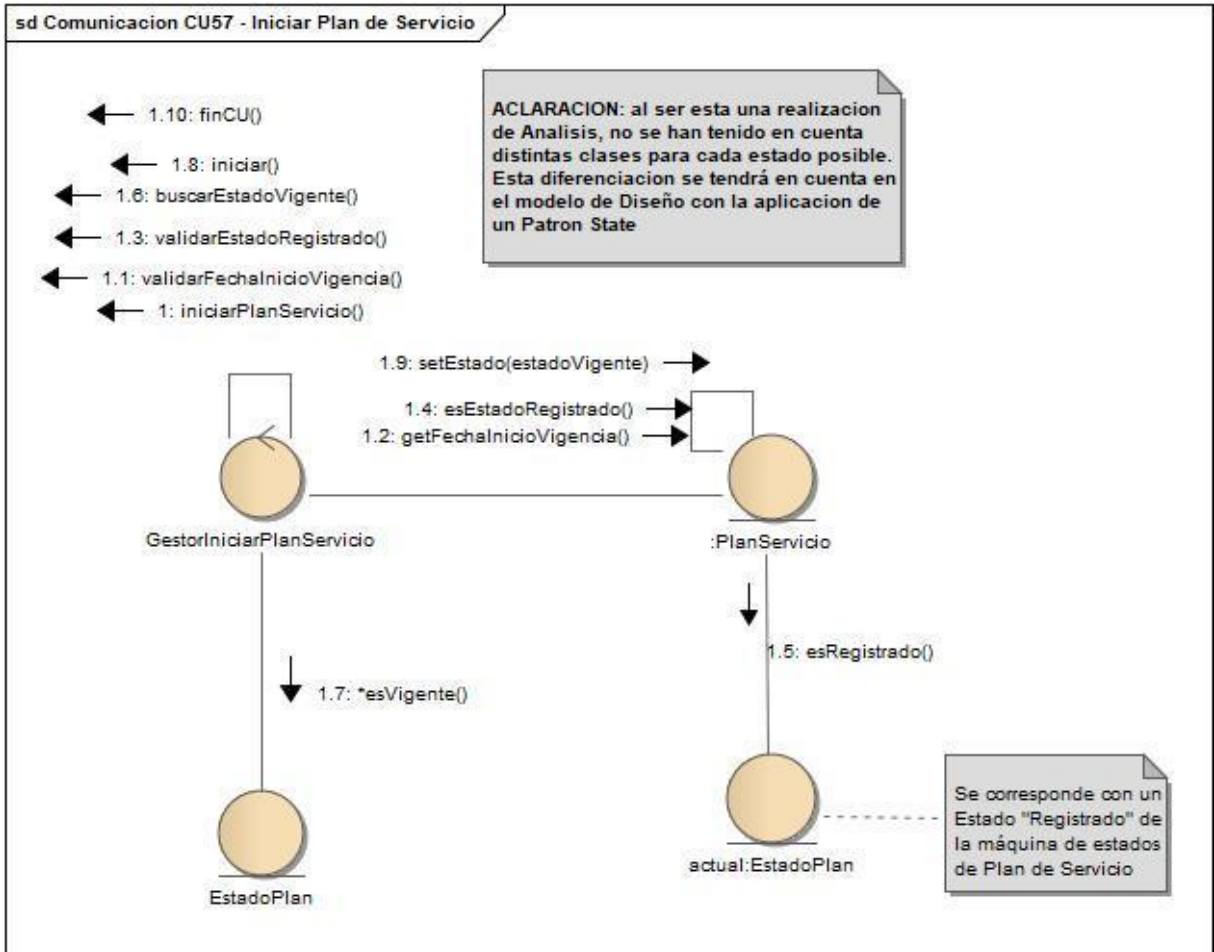 sd Comunicacion CU57 - Iniciar Plan de Servicio
ACLARACION: al ser esta una realizacion
de Analisis, no se han tenido en cuenta
distintas clases para cada estado posible.
Esta diferenciacion se tendrá en cuenta en
el modelo de Diseño con la aplicacion de
un Patron State
1.10: finCU()
1.8: iniciar()
1.6: buscarEstadoVigente()
1.3: validarEstadoRegistrado()
1.1: validarFechaInicioVigencia()
1: iniciarPlanServicio()
1.9: setEstado(estadoVigente)
1.4: esEstadoRegistrado()
1.2: getFechaInicioVigencia()
GestorIniciarPlanServicio
:PlanServicio
1.5: esRegistrado()
1.7: *esVigente()
Se corresponde con un
Estado "Registrado" de
la máquina de estados
de Plan de Servicio
actual:EstadoPlan
EstadoPlan